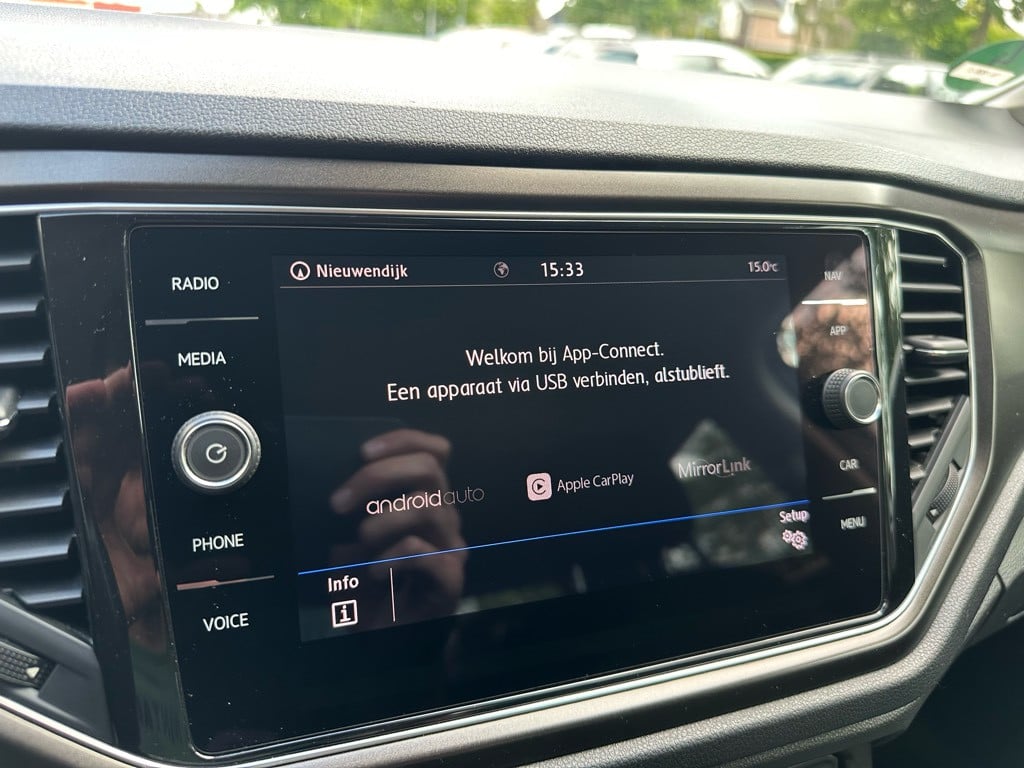 RADIO
MEDIA
PHONE
VOICE
Nieuwendijk
15:33
15.0°C
Welkom bij App-Connect.
Een apparaat via USB verbinden, alstublieft.
androidauto
Apple CarPlay
MirrorLink
Setup
Info
i
NAV
APP
CAR
MENU